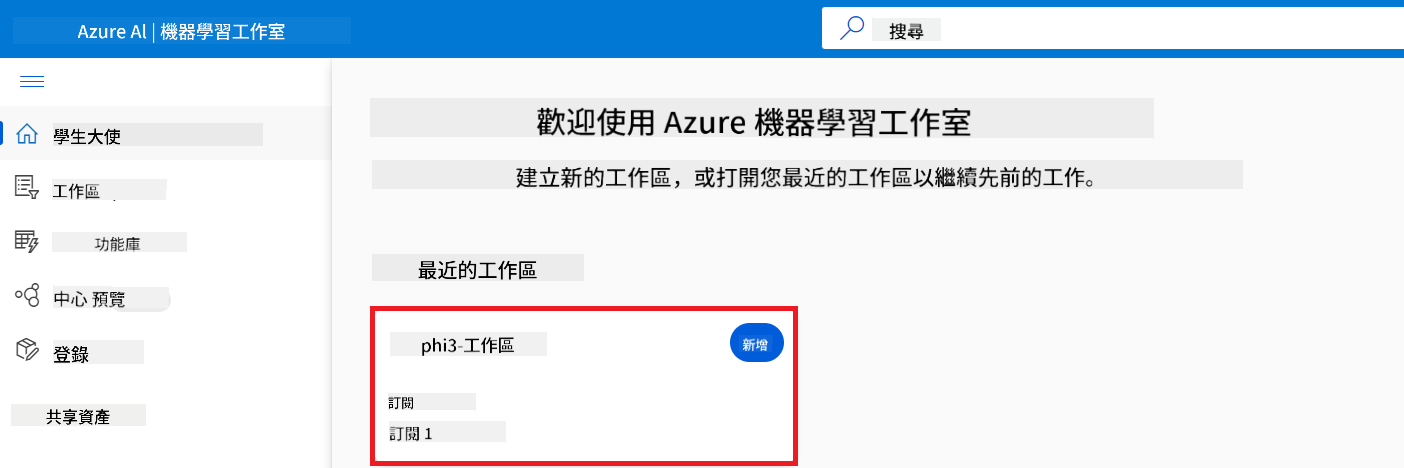 Azure Al | 機器學習工作室
搜尋
學生大使
工作區
功能庫
中心 預覽
登錄
共享資產
歡迎使用 Azure 機器學習工作室
建立新的工作區，或打開您最近的工作區以繼續先前的工作。
最近的工作區
phi3-工作區
新增
訂閱
訂閱 1